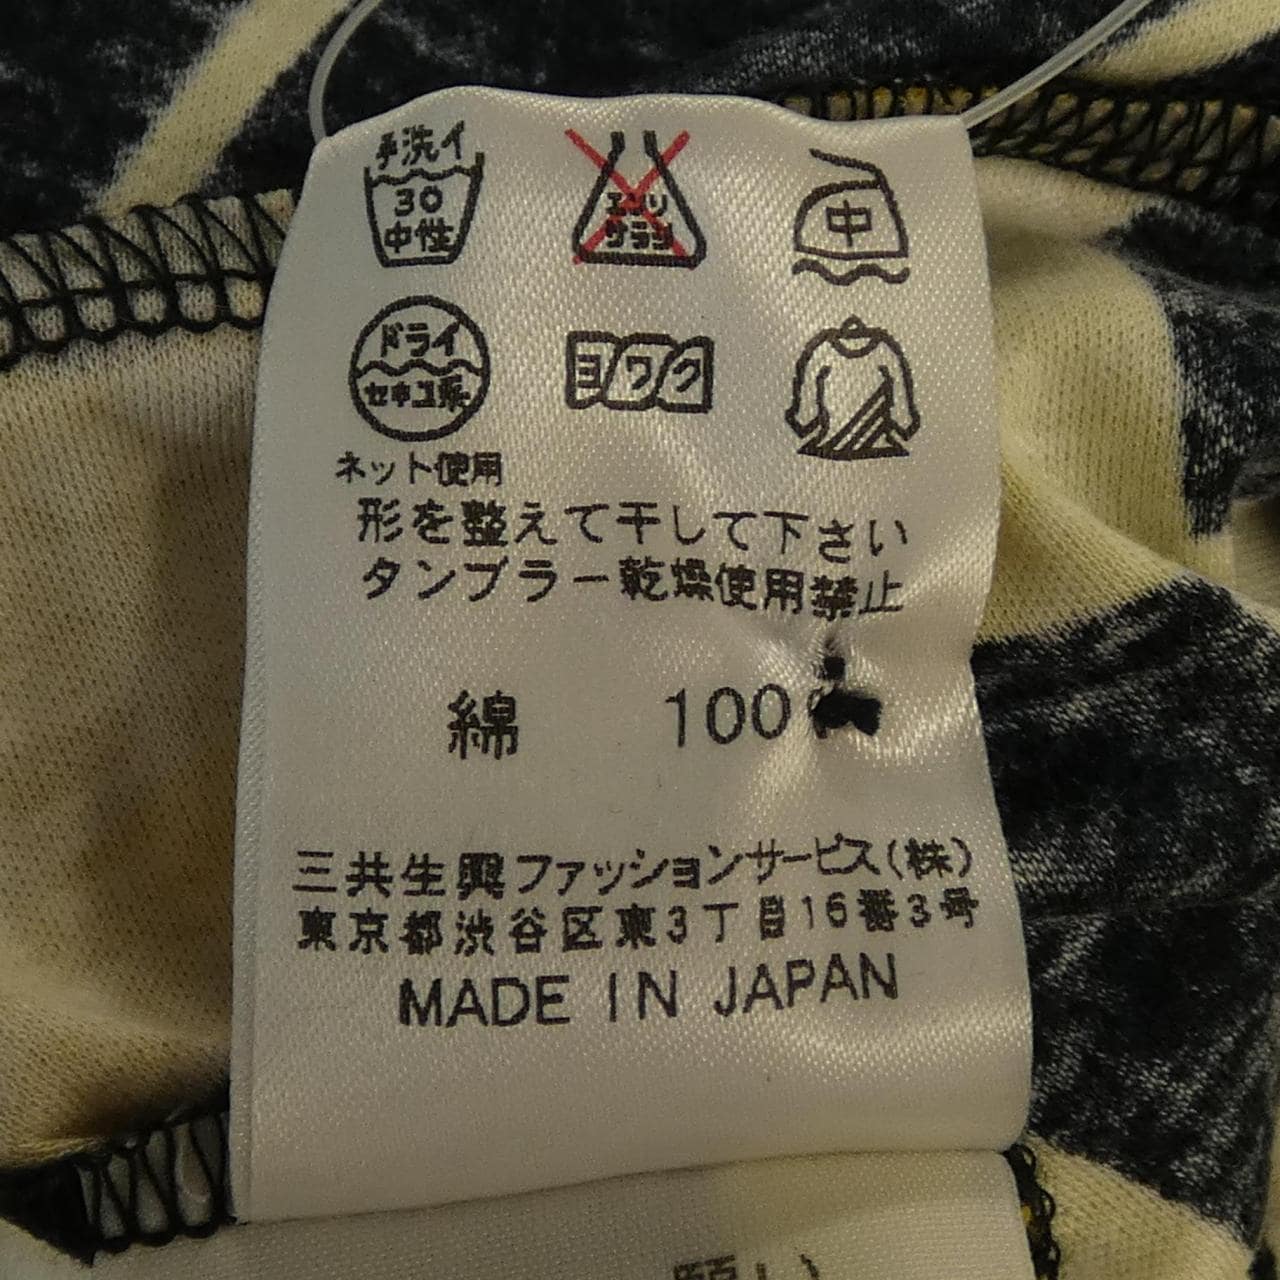 手洗イ
30
中性
エンソ
サラシ
中
ドライ
セキユ系
ヨワク
ネット使用
形を整えて干して下さい
タンブラー乾燥使用禁止
綿 100%
三共生興ファッションサービス(株)
東京都渋谷区東3丁目16番3号
MADE IN JAPAN
願い